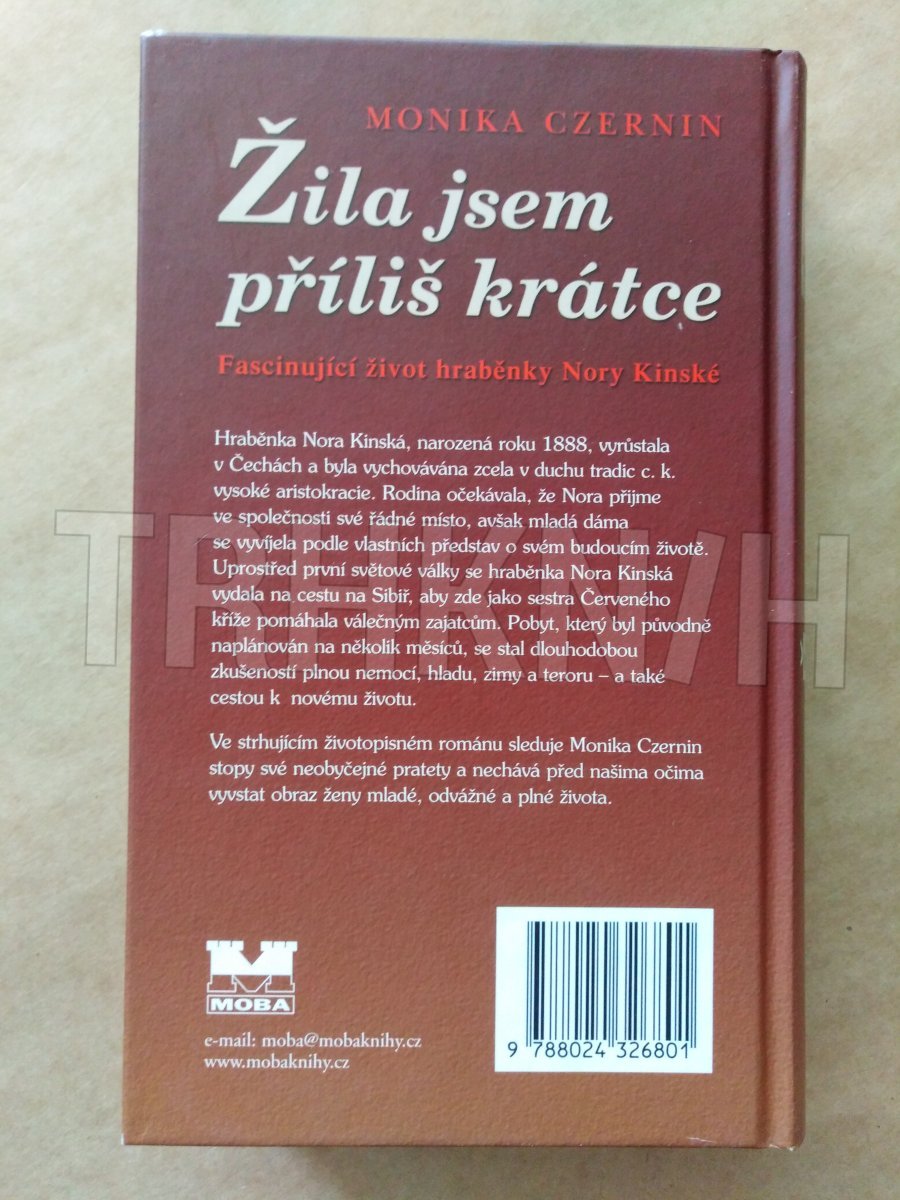 MONIKA CZERNIN
Žila jsem
příliš krátce
Fascinující život hraběnky Nory Kinské
Hraběnka Nora Kinská, narozená roku 1888, vyrůstala
v Čechách a byla vychovávána zcela v duchu tradic c. k.
vysoké aristokracie. Rodina očekávala, že Nora přijme
ve společnosti své řádné místo, avšak mladá dáma
se vyvíjela podle vlastních představ o svém budoucím životě.
Uprostřed první světové války se hraběnka Nora Kinská
vydala na cestu na Sibiř, aby zde jako sestra Červeného
kříže pomáhala válečným zajatcům. Pobyt, který byl původně
naplánován na několik měsíců, se stal dlouhodobou
zkušeností plnou nemocí, hladu, zimy a teroru – a také
cestou k novému životu.
Ve strhujícím životopisném románu sleduje Monika Czernin
stopy své neobyčejné pratety a nechává před našima očima
vyvstat obraz ženy mladé, odvážné a plné života.
MOBA
e-mail: moba@mobaknihy.cz
www.mobaknihy.cz
9 788024 326801
TRHKNIH